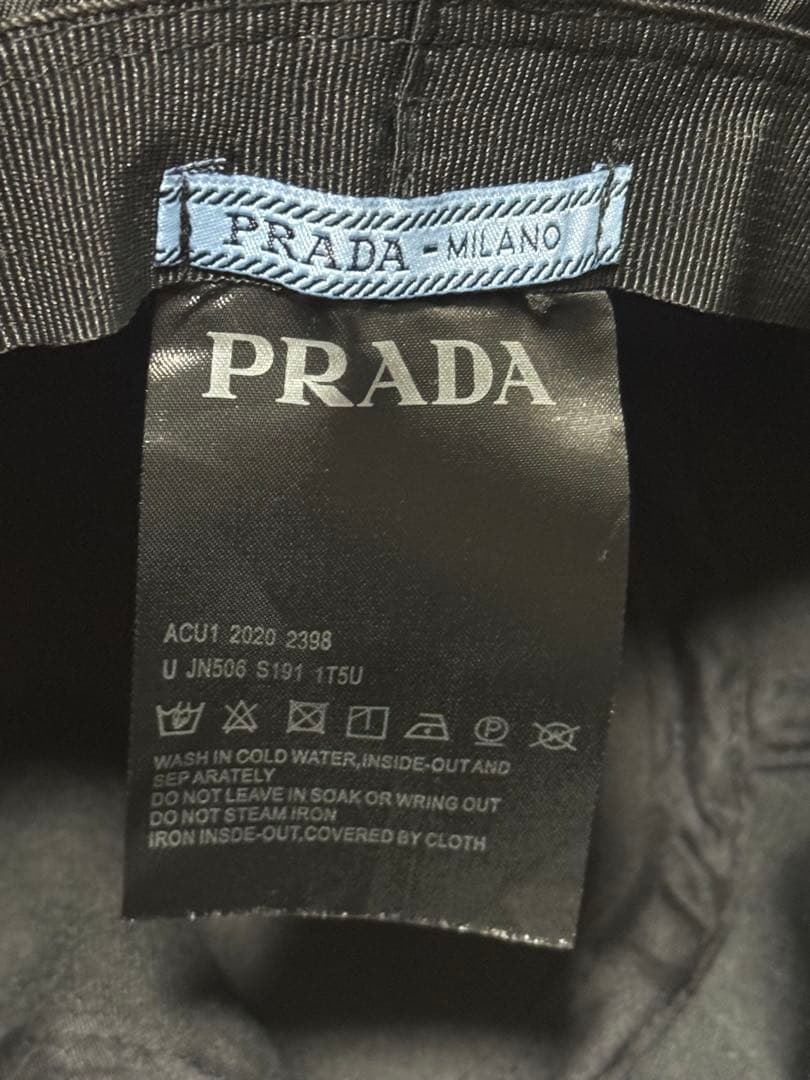 PRADA - MILANO
PRADA
ACU1 2020 2398
U JN506 S191 1T5U
WASH IN COLD WATER,INSIDE-OUT AND
SEP ARATELY
DO NOT LEAVE IN SOAK OR WRING OUT
DO NOT STEAM IRON
IRON INSDE-OUT,COVERED BY CLOTH